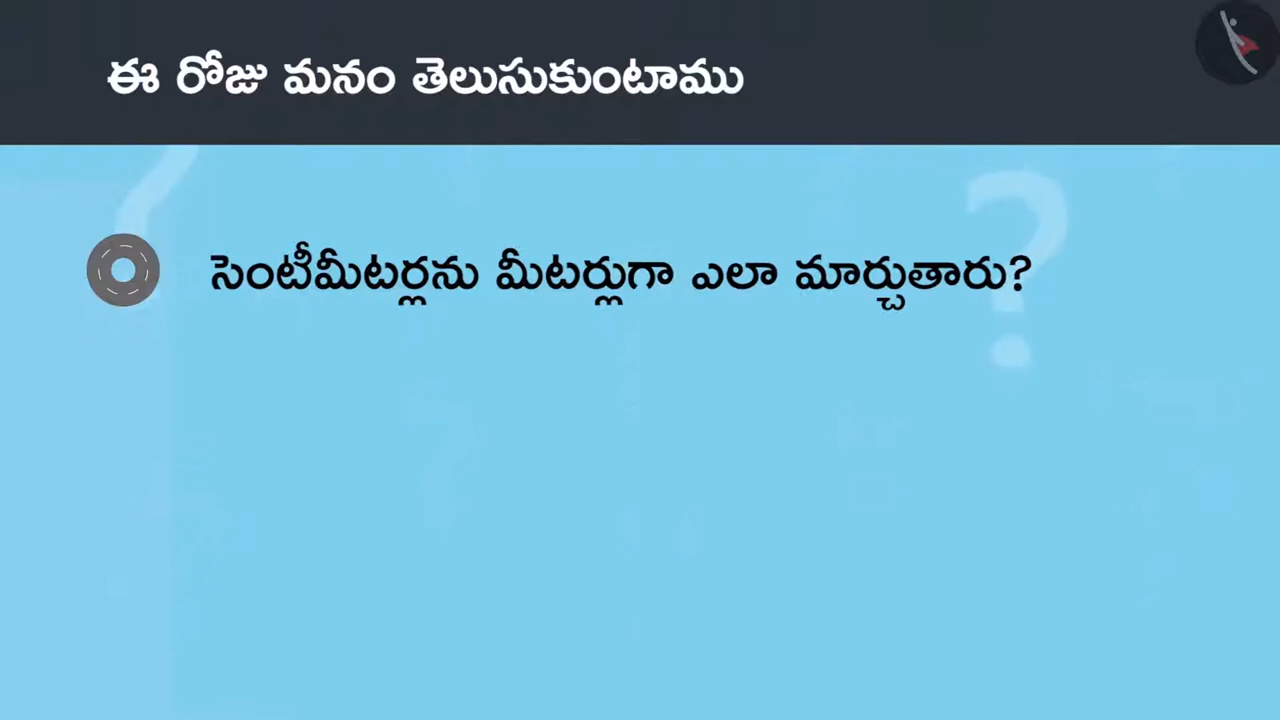 ఈ రోజు మనం తెలుసుకుంటాము
సెంటీమీటర్లను మీటర్లుగా ఎలా మార్చుతారు?